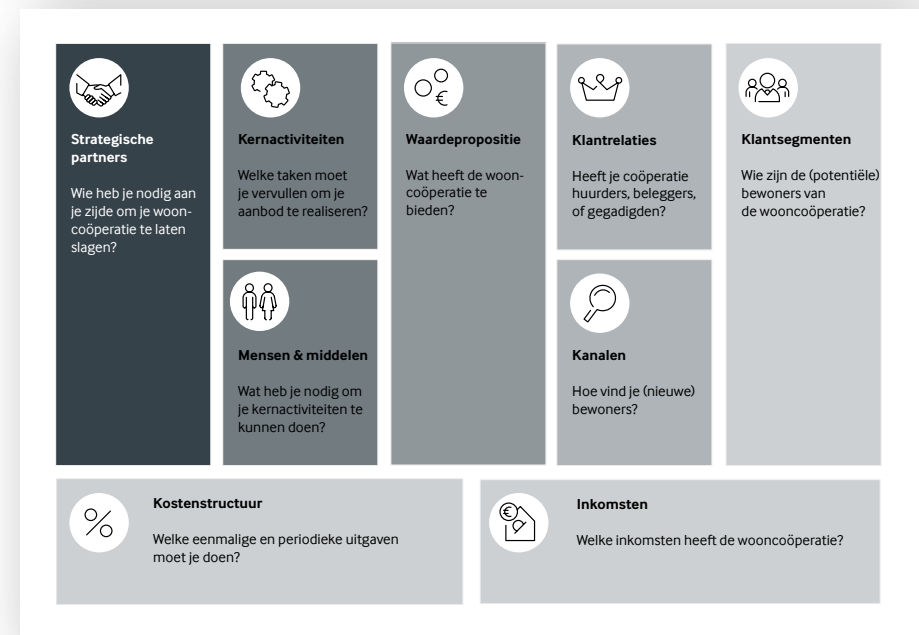 Strategische
partners
Wie heb je nodig aan
je zijde om je woon-
coöperatie te laten
slagen?
Kernactiviteiten
Welke taken moet
je vervullen om je
aanbod te realiseren?
Mensen & middelen
Wat heb je nodig om
je kernactiviteiten te
kunnen doen?
Waardepropositie
Wat heeft de woon-
coöperatie te
bieden?
Klantrelaties
Heeft je coöperatie
huurders, beleggers,
of gegadigden?
Kanalen
Hoe vind je (nieuwe)
bewoners?
Klantsegmenten
Wie zijn de (potentiële)
bewoners van
de wooncoöperatie?
Kostenstructuur
Welke eenmalige en periodieke uitgaven
moet je doen?
Inkomsten
Welke inkomsten heeft de wooncoöperatie?